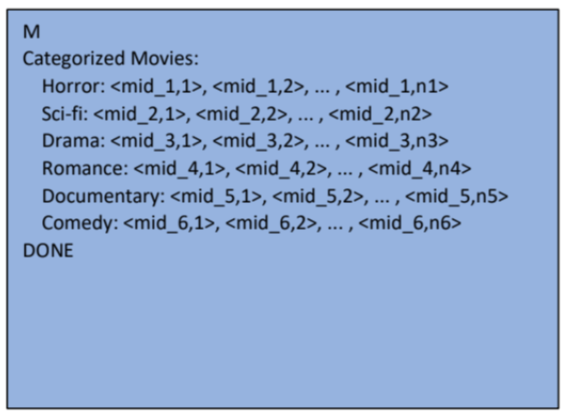 M
Categorized Movies:
Horror: <mid_1,1>, <mid_1,2>, ... , <mid_1,n1>
Sci-fi: <mid_2,1>, <mid_2,2>, ... , <mid_2,n2>
Drama: <mid_3,1>, <mid_3,2>, ... , <mid_3,n3>
Romance: <mid_4,1>, <mid_4,2>, ... , <mid_4,n4>
Documentary: <mid_5,1>, <mid_5,2>, ... , <mid_5,n5>
Comedy: <mid_6,1>, <mid_6,2>, ... , <mid_6,n6>
DONE